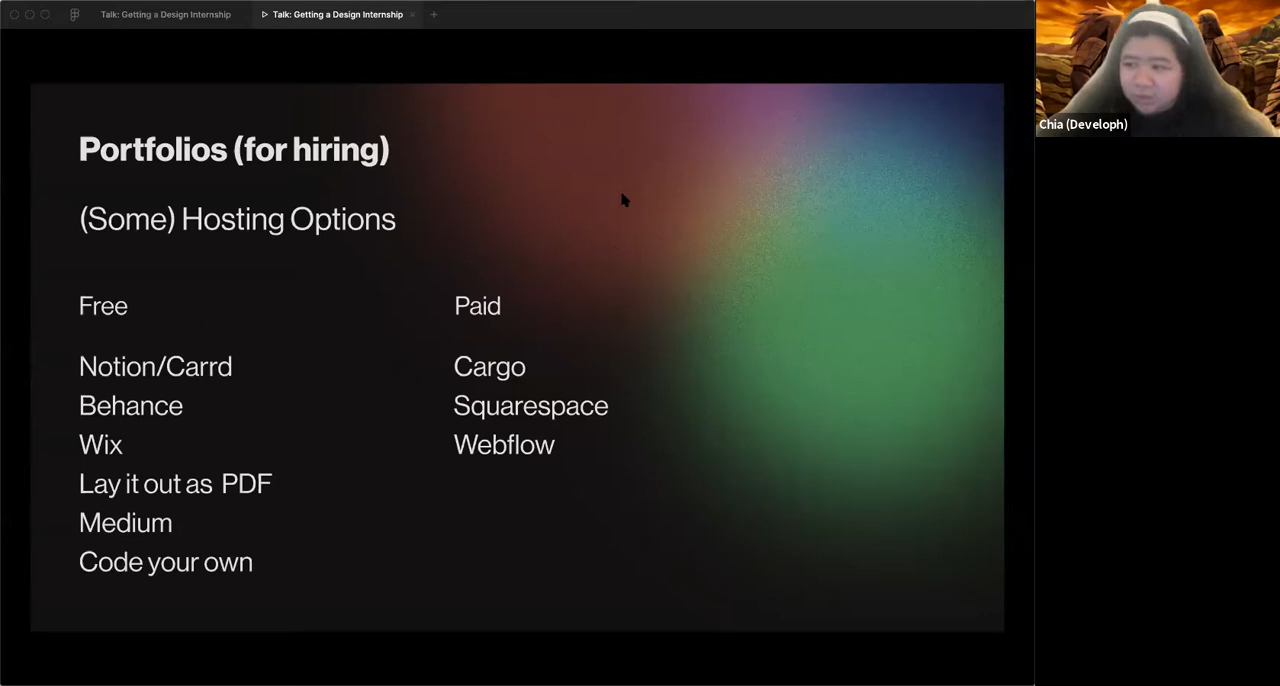 Talk: Getting a Design Internship
Talk: Getting a Design Internship
Chia (Developh)
Portfolios (for hiring)
(Some) Hosting Options
Free
Notion/Carrd
Behance
Wix
Lay it out as PDF
Medium
Code your own
Paid
Cargo
Squarespace
Webflow